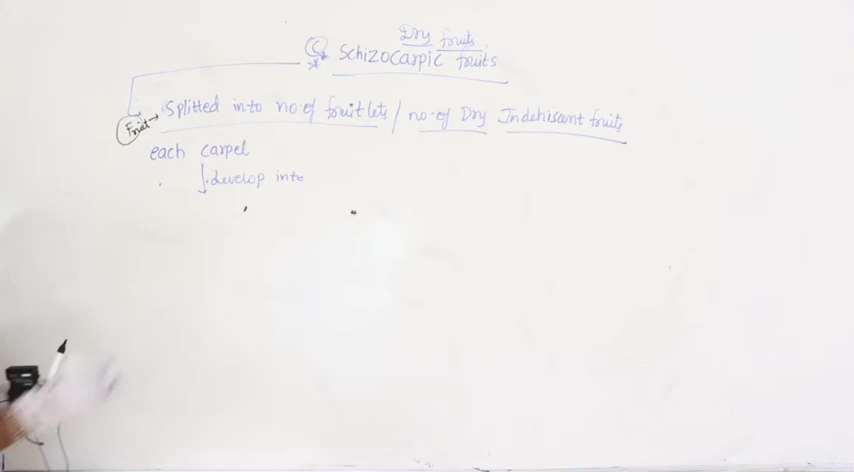 Dry fruits
(C) Schizocarpic fruits
Fruit → Splitted into no. of fruitlets / no. of Dry Indehiscent fruits
each carpel
↓ develop into